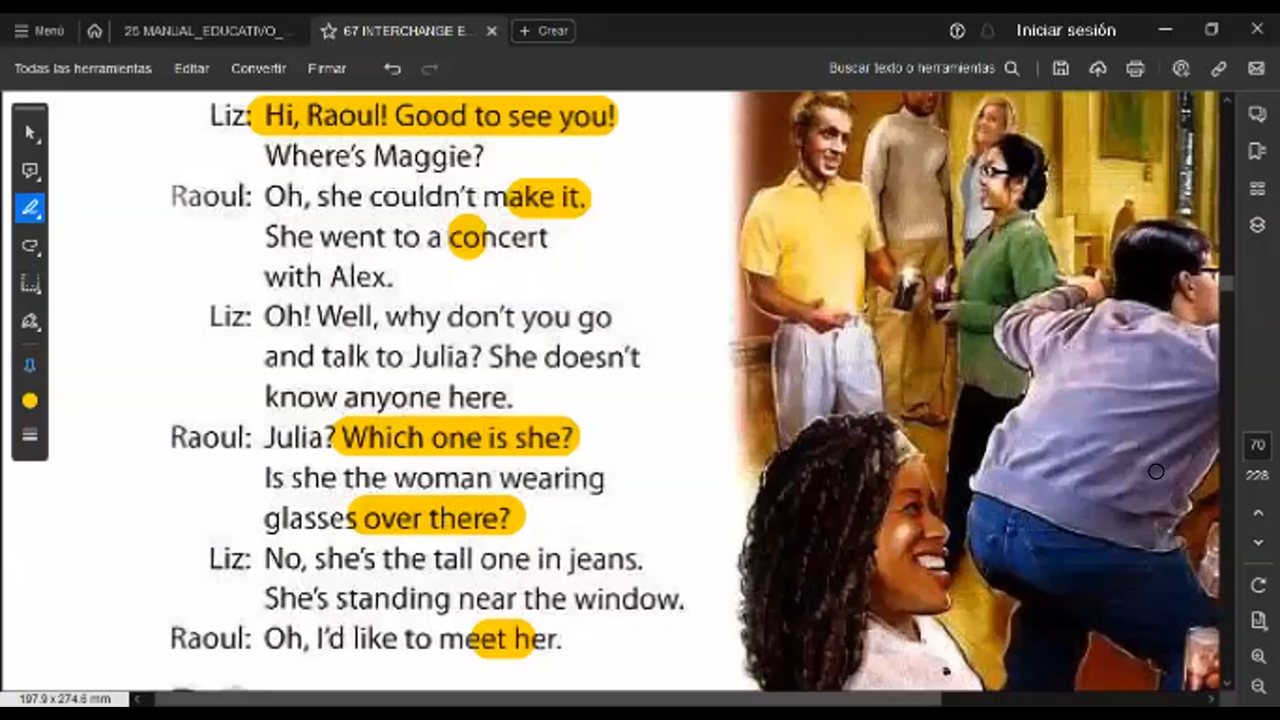 Menú
25 MANUAL_EDUCATIVO_...
67 INTERCHANGE E...
+ Crear
Iniciar sesión
Todas las herramientas Editar Convertir Firmar
Buscar texto o herramientas
Liz: Hi, Raoul! Good to see you!
Where's Maggie?
Raoul: Oh, she couldn't make it.
She went to a concert
with Alex.
Liz: Oh! Well, why don't you go
and talk to Julia? She doesn't
know anyone here.
Raoul: Julia? Which one is she?
Is she the woman wearing
glasses over there?
Liz: No, she's the tall one in jeans.
She's standing near the window.
Raoul: Oh, I'd like to meet her.
70
228
197.9 x 274.6 mm